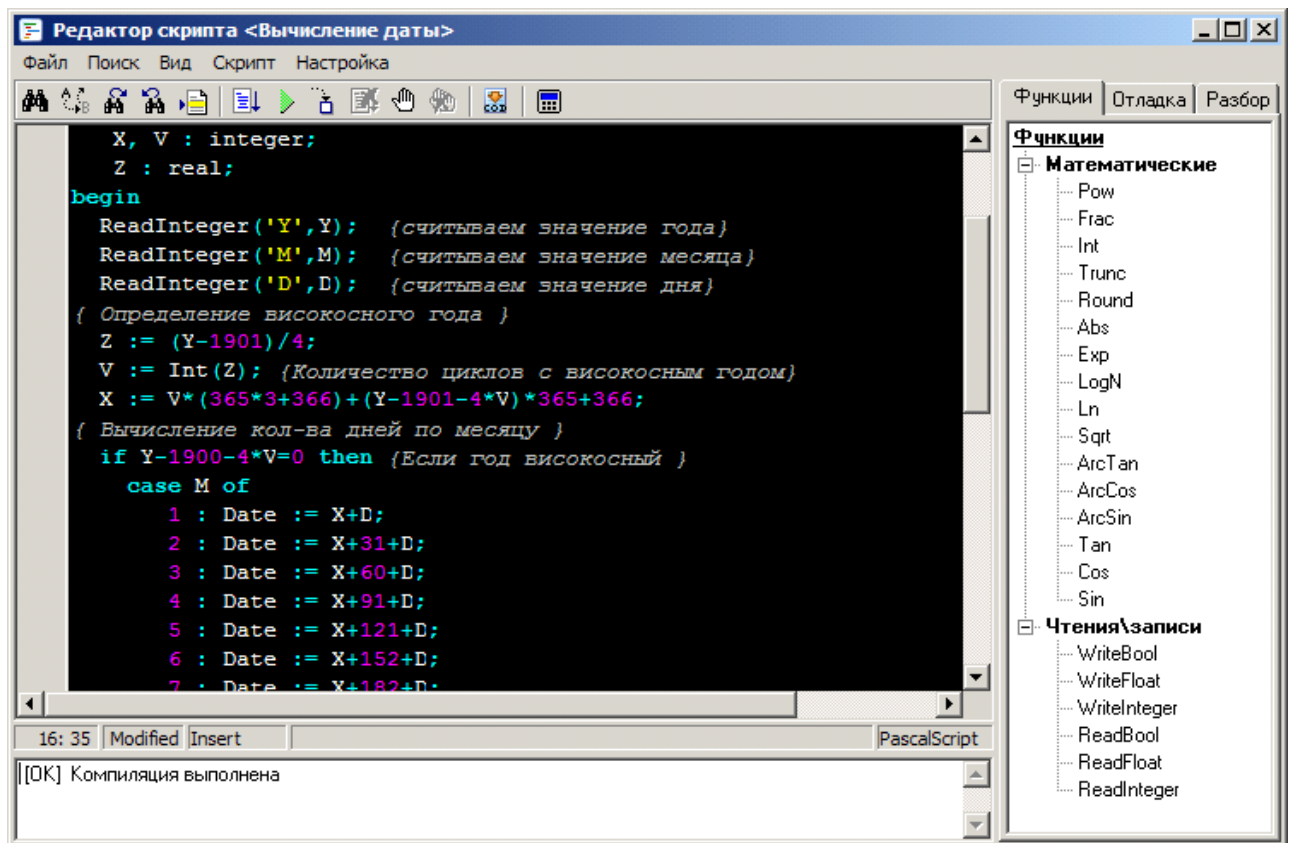 Редактор скрипта <Вычисление даты>
Файл Поиск Вид Скрипт Настройка
X, V : integer;
Z : real;
begin
ReadInteger('Y',Y); {считываем значение года}
ReadInteger('M',M); {считываем значение месяца}
ReadInteger('D',D); {считываем значение дня}
{ Определение високосного года }
Z := (Y-1901)/4;
V := Int(Z); {Количество циклов с високосным годом}
X := V*(365*3+366)+(Y-1901-4*V)*365+366;
{ Вычисление кол-ва дней по месяцу }
if Y-1900-4*V=0 then {Если год високосный }
case M of
1 : Date := X+D;
2 : Date := X+31+D;
3 : Date := X+60+D;
4 : Date := X+91+D;
5 : Date := X+121+D;
6 : Date := X+152+D;
7 : Date := X+182+D;
16: 35 Modified Insert PascalScript
[OK] Компиляция выполнена
Функции Отладка Разбор
Функции
Математические
Pow
Frac
Int
Trunc
Round
Abs
Exp
LogN
Ln
Sqrt
ArcTan
ArcCos
ArcSin
Tan
Cos
Sin
Чтения\записи
WriteBool
WriteFloat
WriteInteger
ReadBool
ReadFloat
ReadInteger